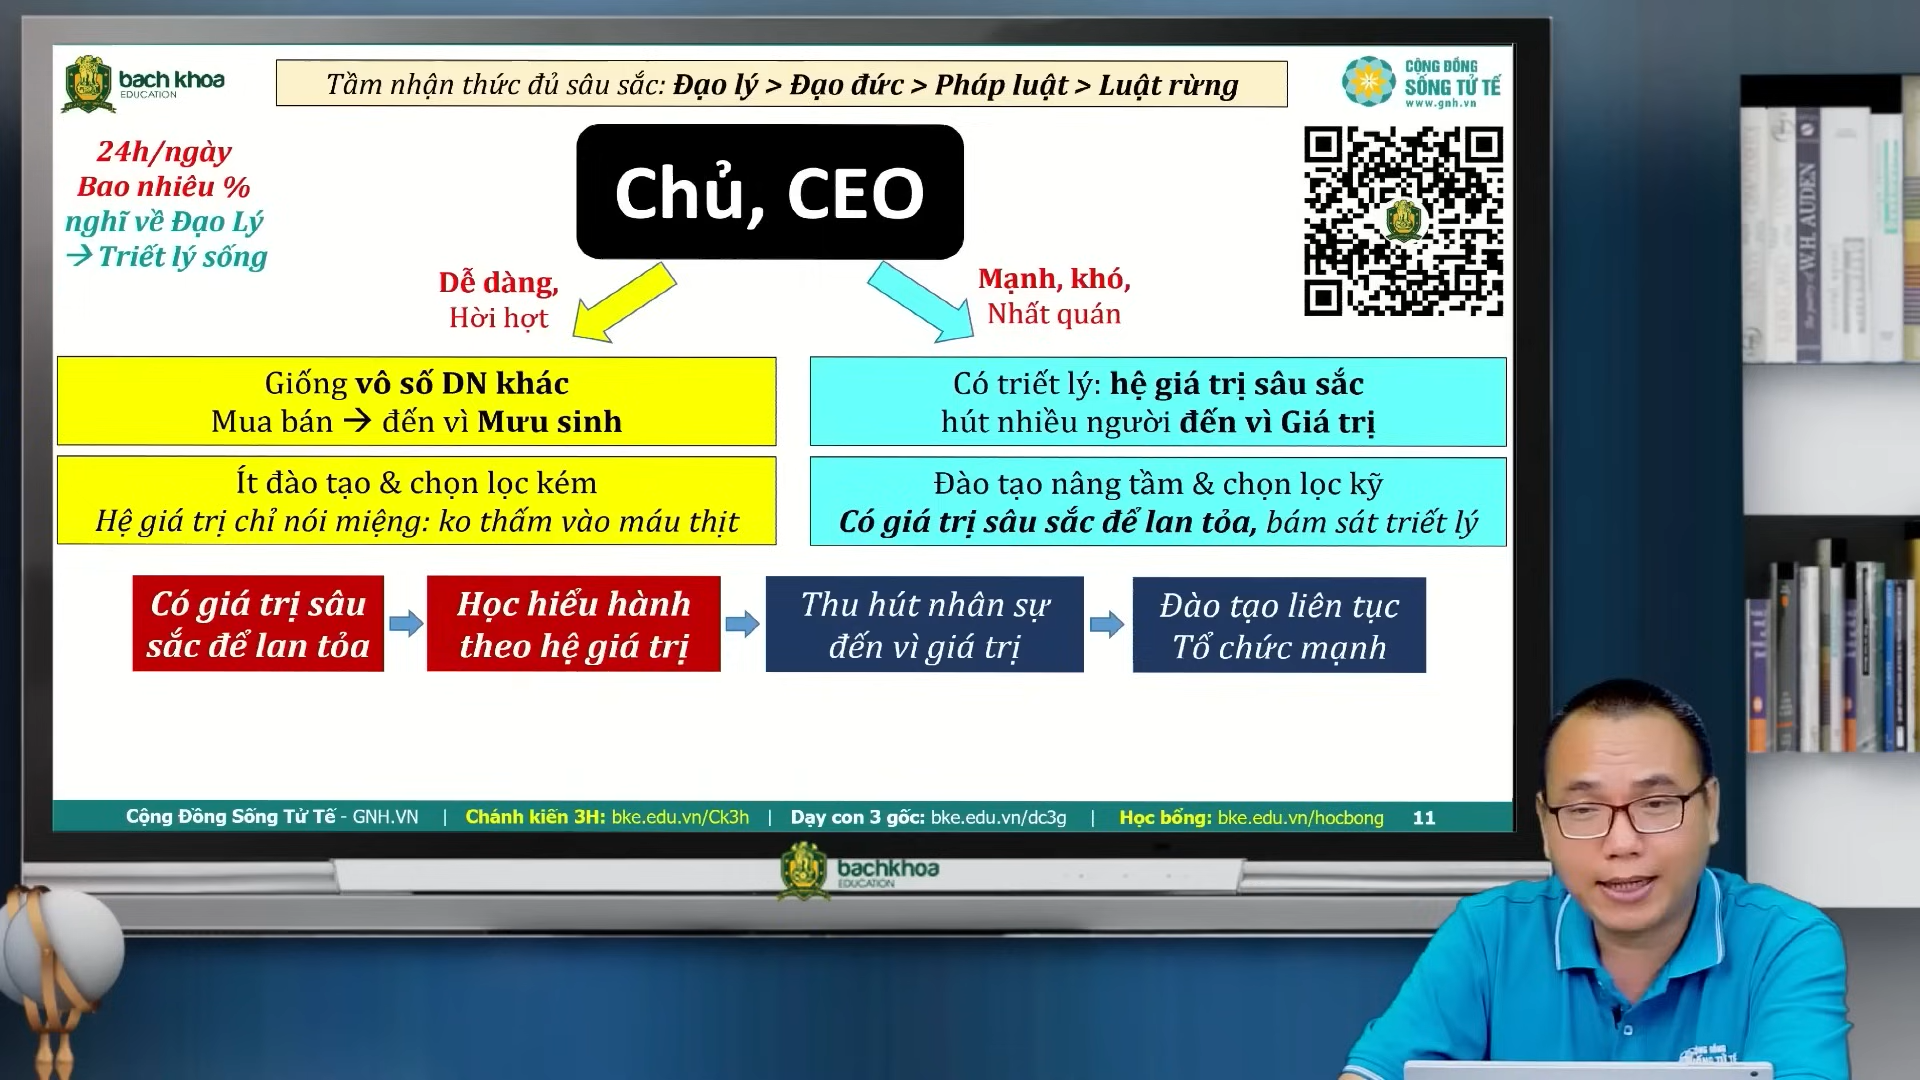 bach khoa
EDUCATION
Tầm nhận thức đủ sâu sắc: Đạo lý > Đạo đức > Pháp luật > Luật rừng
CỘNG ĐỒNG
SỐNG TỬ TẾ
www.gnh.vn
24h/ngày
Bao nhiêu %
nghĩ về Đạo Lý
→ Triết lý sống
Chủ, CEO
Dễ dàng,
Hời hợt
Mạnh, khó,
Nhất quán
Giống vô số DN khác
Mua bán → đến vì Mưu sinh
Có triết lý: hệ giá trị sâu sắc
hút nhiều người đến vì Giá trị
Ít đào tạo & chọn lọc kém
Hệ giá trị chỉ nói miệng: ko thấm vào máu thịt
Đào tạo nâng tầm & chọn lọc kỹ
Có giá trị sâu sắc để lan tỏa, bám sát triết lý
Có giá trị sâu
sắc để lan tỏa
Học hiểu hành
theo hệ giá trị
Thu hút nhân sự
đến vì giá trị
Đào tạo liên tục
Tổ chức mạnh
Cộng Đồng Sống Tử Tế - GNH.VN | Chánh kiến 3H: bke.edu.vn/Ck3h | Dạy con 3 gốc: bke.edu.vn/dc3g | Học bổng: bke.edu.vn/hocbong 11
bachkhoa
EDUCATION
W.H. AUDEN